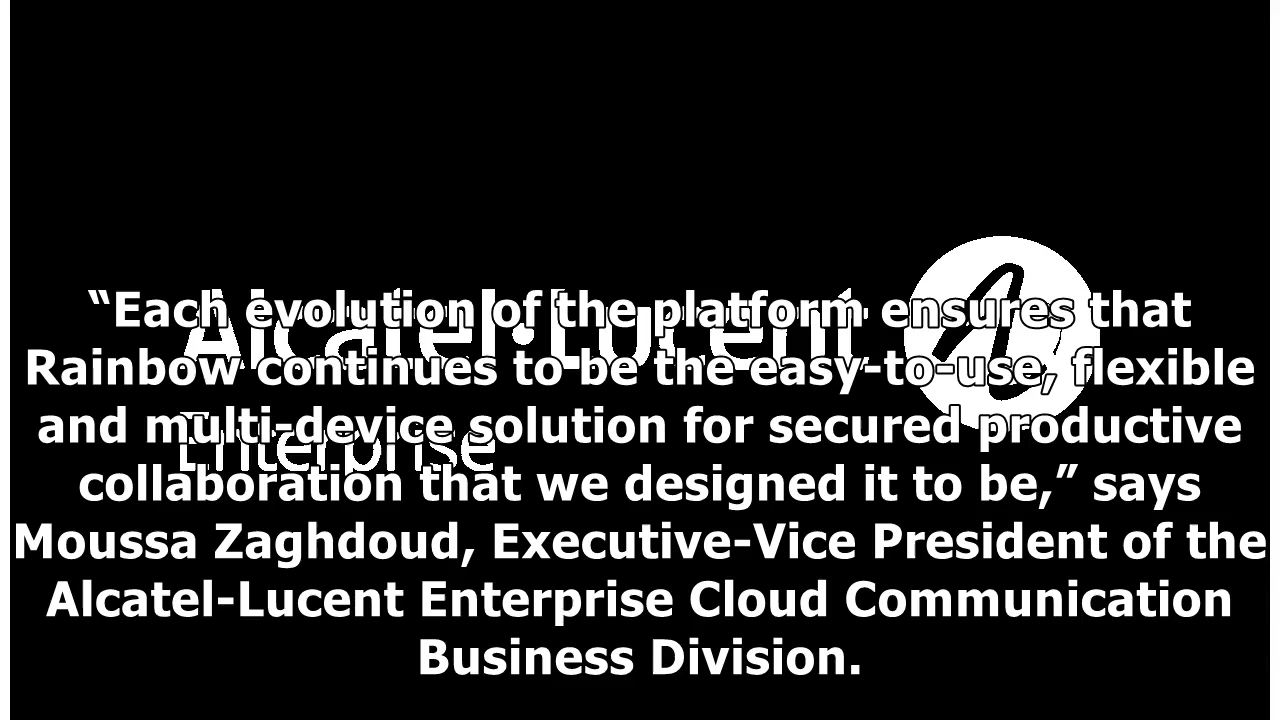 “Each evolution of the platform ensures that
Rainbow continues to be the easy-to-use, flexible
and multi-device solution for secured productive
collaboration that we designed it to be,” says
Moussa Zaghdoud, Executive-Vice President of the
Alcatel-Lucent Enterprise Cloud Communication
Business Division.
Alcatel·Lucent
Enterprise